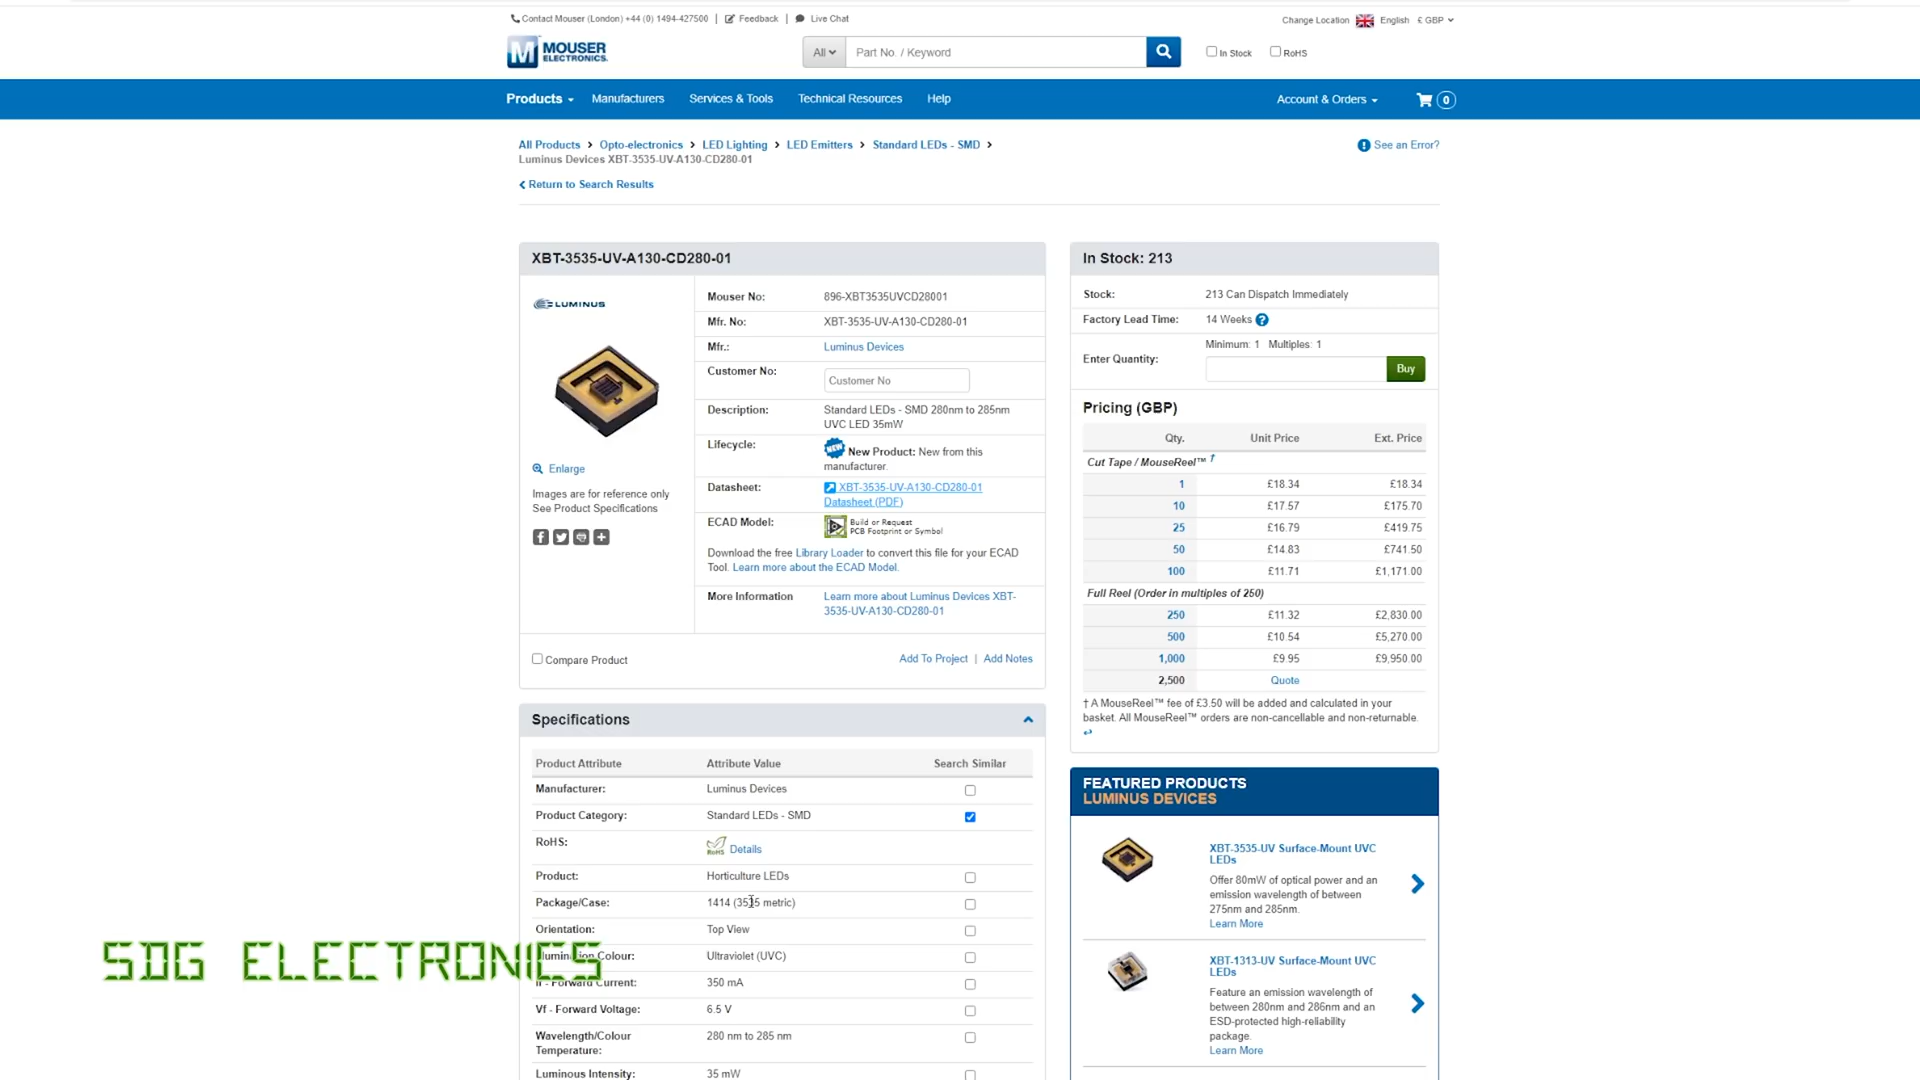 Contact Mouser (London) +44 (0) 1494-427500 | Feedback | Live Chat
Change Location English £ GBP
MOUSER
ELECTRONICS
All Part No. / Keyword In Stock RoHS
Products Manufacturers Services & Tools Technical Resources Help Account & Orders 0
All Products > Opto-electronics > LED Lighting > LED Emitters > Standard LEDs - SMD >
Luminus Devices XBT-3535-UV-A130-CD280-01
See an Error?
Return to Search Results
XBT-3535-UV-A130-CD280-01
LUMINUS
Enlarge
Images are for reference only
See Product Specifications
Mouser No: 896-XBT3535UVCD28001
Mfr. No: XBT-3535-UV-A130-CD280-01
Mfr.: Luminus Devices
Customer No: Customer No
Description: Standard LEDs - SMD 280nm to 285nm
UVC LED 35mW
Lifecycle: NEW New Product: New from this
manufacturer.
Datasheet: XBT-3535-UV-A130-CD280-01
Datasheet (PDF)
ECAD Model: Build or Request
PCB Footprint or Symbol
Download the free Library Loader to convert this file for your ECAD
Tool. Learn more about the ECAD Model.
More Information Learn more about Luminus Devices XBT-
3535-UV-A130-CD280-01
Compare Product Add To Project | Add Notes
In Stock: 213
Stock: 213 Can Dispatch Immediately
Factory Lead Time: 14 Weeks
Minimum: 1 Multiples: 1
Enter Quantity: Buy
Pricing (GBP)
Qty. Unit Price Ext. Price
Cut Tape / MouseReel™ †
1 £18.34 £18.34
10 £17.57 £175.70
25 £16.79 £419.75
50 £14.83 £741.50
100 £11.71 £1,171.00
Full Reel (Order in multiples of 250)
250 £11.32 £2,830.00
500 £10.54 £5,270.00
1,000 £9.95 £9,950.00
2,500 Quote
† A MouseReel™ fee of £3.50 will be added and calculated in your
basket. All MouseReel™ orders are non-cancellable and non-returnable.
Specifications
Product Attribute Attribute Value Search Similar
Manufacturer: Luminus Devices
Product Category: Standard LEDs - SMD
RoHS: RoHS Details
Product: Horticulture LEDs
Package/Case: 1414 (3535 metric)
Orientation: Top View
Illumination Colour: Ultraviolet (UVC)
If - Forward Current: 350 mA
Vf - Forward Voltage: 6.5 V
Wavelength/Colour
Temperature: 280 nm to 285 nm
Luminous Intensity: 35 mW
FEATURED PRODUCTS
LUMINUS DEVICES
XBT-3535-UV Surface-Mount UVC
LEDs
Offer 80mW of optical power and an
emission wavelength of between
275nm and 285nm.
Learn More
XBT-1313-UV Surface-Mount UVC
LEDs
Feature an emission wavelength of
between 280nm and 286nm and an
ESD-protected high-reliability
package.
Learn More
SDG ELECTRONICS